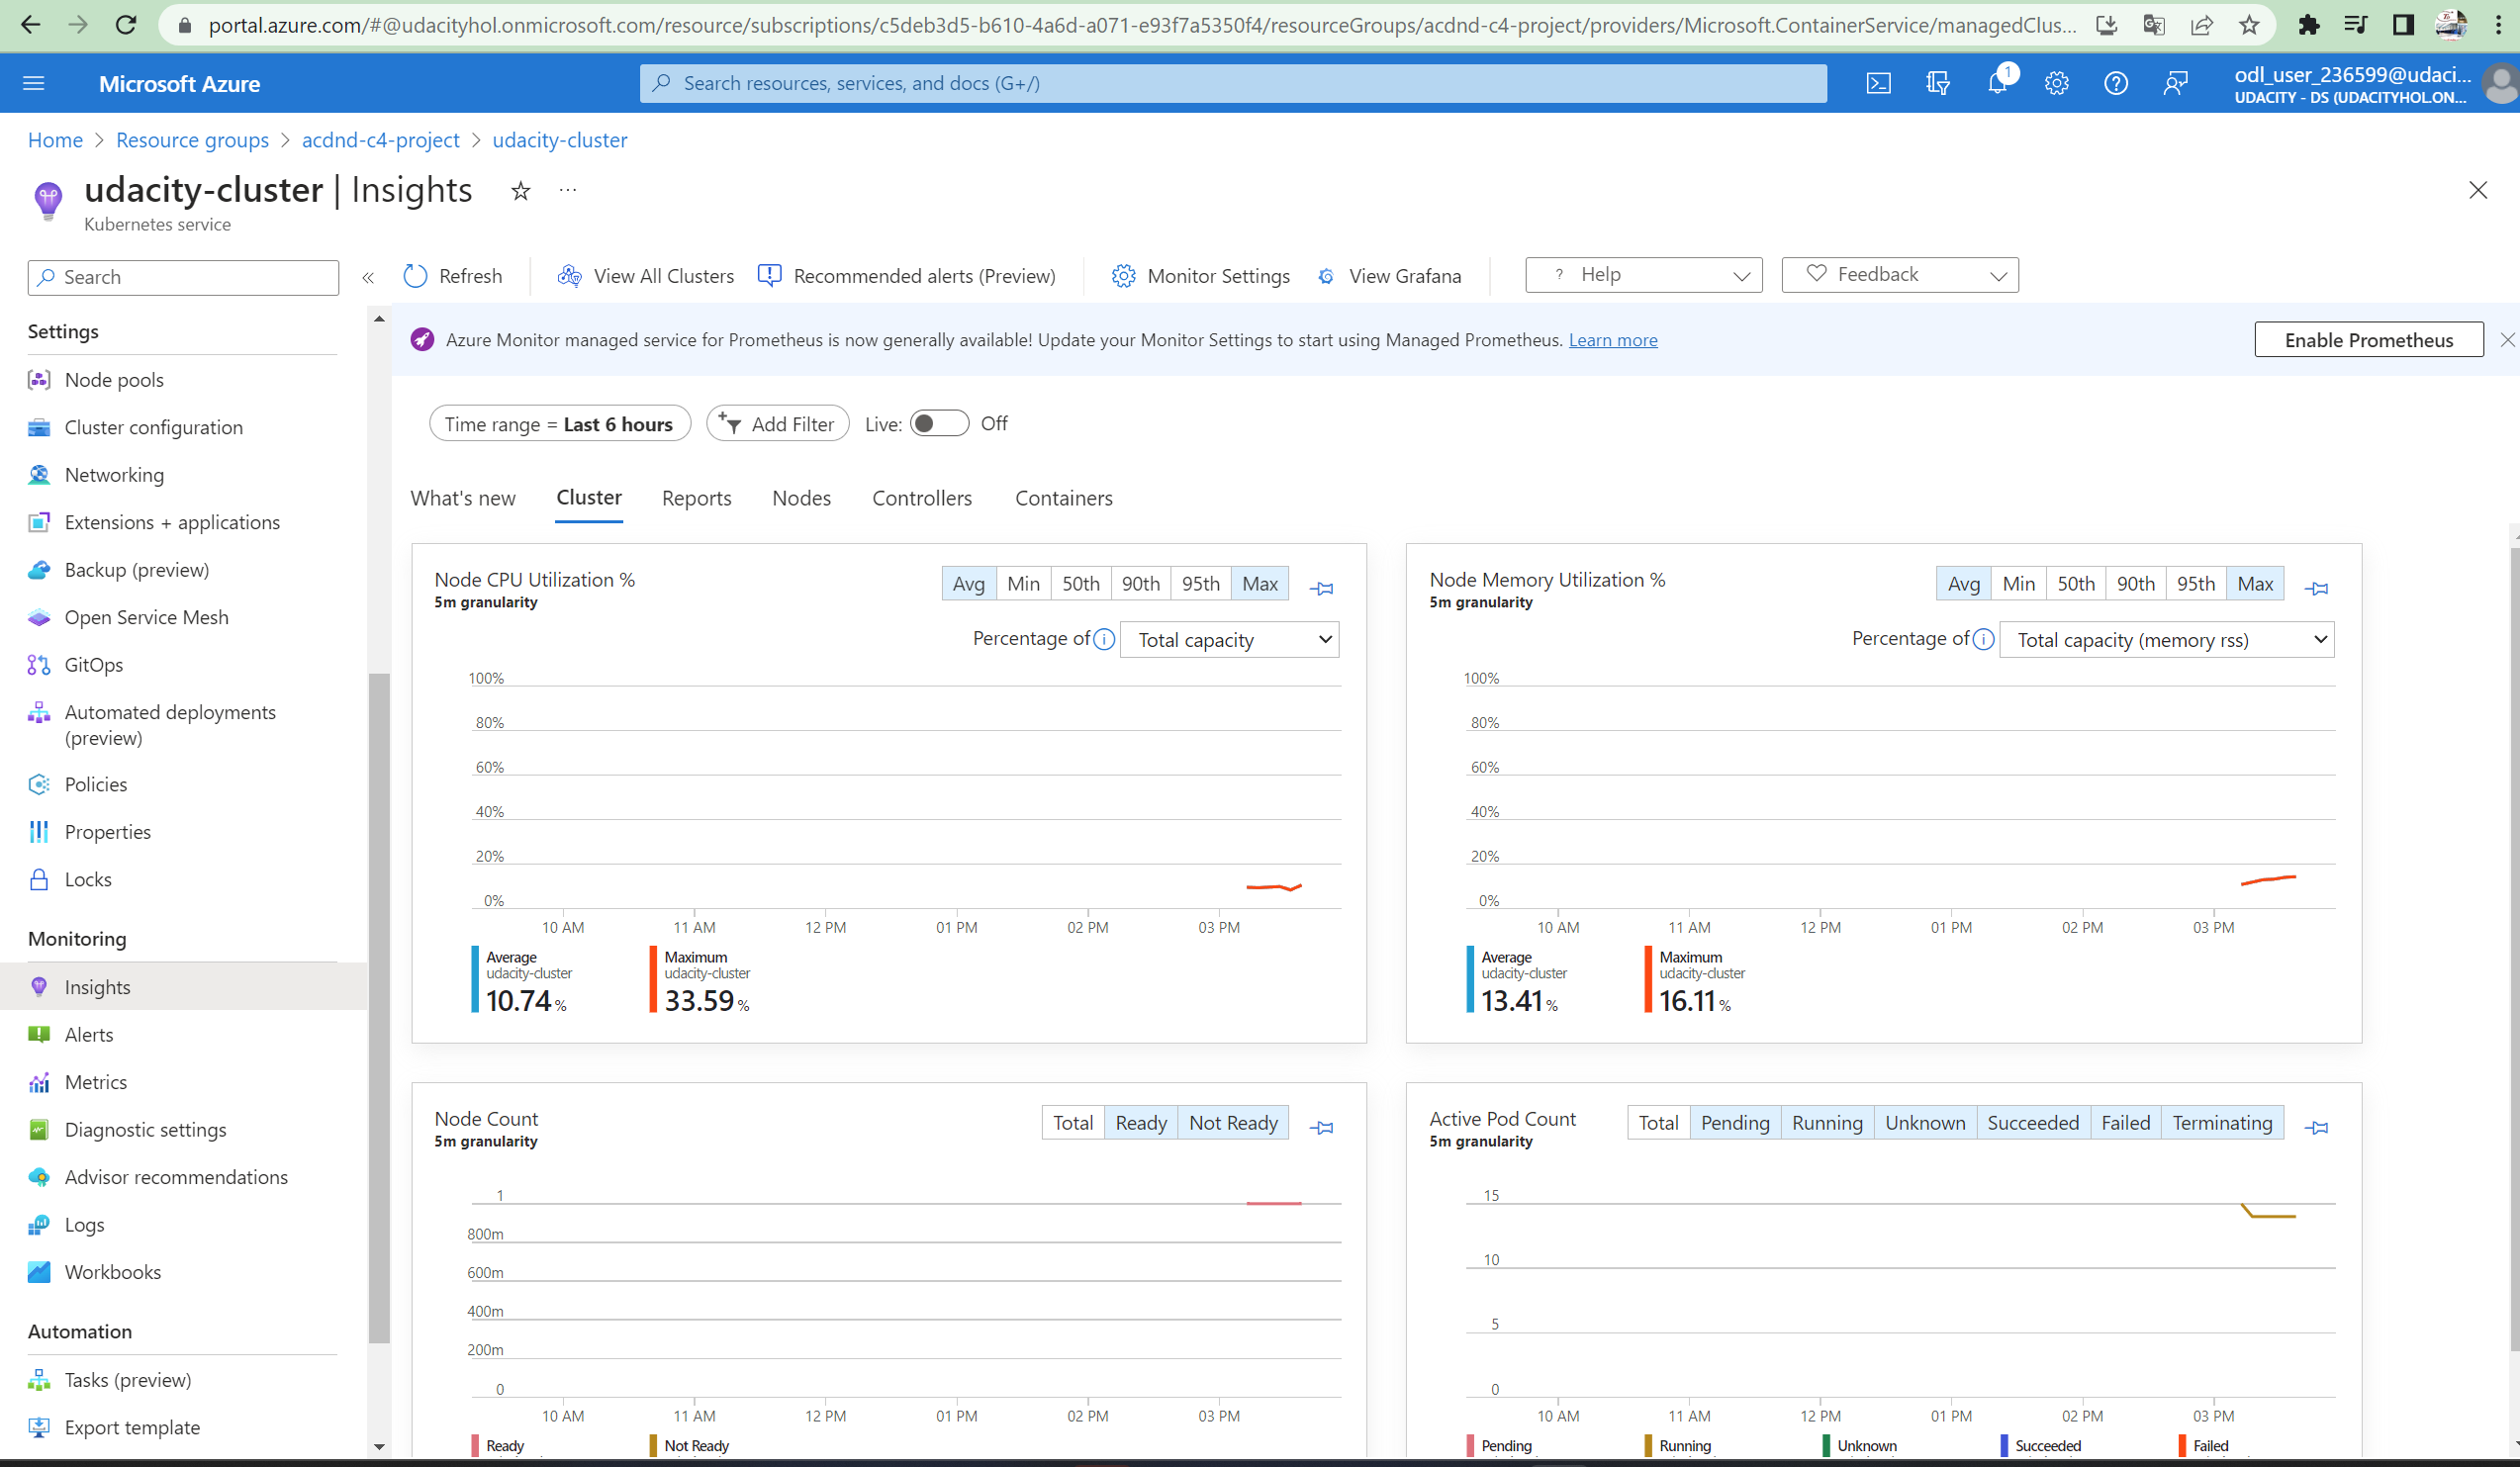 portal.azure.com/#@udacityhol.onmicrosoft.com/resource/subscriptions/c5deb3d5-b610-4a6d-a071-e93f7a5350f4/resourceGroups/acdnd-c4-project/providers/Microsoft.ContainerService/managedClus...
Microsoft Azure
Search resources, services, and docs (G+/)
1
odl_user_236599@udaci...
UDACITY - DS (UDACITYHOL.ON...
Home > Resource groups > acdnd-c4-project > udacity-cluster
udacity-cluster | Insights
Kubernetes service
Search
Refresh
View All Clusters
Recommended alerts (Preview)
Monitor Settings
View Grafana
? Help
Feedback
Settings
Node pools
Cluster configuration
Networking
Extensions + applications
Backup (preview)
Open Service Mesh
GitOps
Automated deployments
(preview)
Policies
Properties
Locks
Monitoring
Insights
Alerts
Metrics
Diagnostic settings
Advisor recommendations
Logs
Workbooks
Automation
Tasks (preview)
Export template
Azure Monitor managed service for Prometheus is now generally available! Update your Monitor Settings to start using Managed Prometheus. Learn more
Enable Prometheus
Time range = Last 6 hours
Add Filter
Live: Off
What's new
Cluster
Reports
Nodes
Controllers
Containers
Node CPU Utilization %
5m granularity
Avg Min 50th 90th 95th Max
Percentage of Total capacity
100%
80%
60%
40%
20%
0%
10 AM 11 AM 12 PM 01 PM 02 PM 03 PM
Average
udacity-cluster
10.74 %
Maximum
udacity-cluster
33.59 %
Node Memory Utilization %
5m granularity
Avg Min 50th 90th 95th Max
Percentage of Total capacity (memory rss)
100%
80%
60%
40%
20%
0%
10 AM 11 AM 12 PM 01 PM 02 PM 03 PM
Average
udacity-cluster
13.41 %
Maximum
udacity-cluster
16.11 %
Node Count
5m granularity
Total Ready Not Ready
1
800m
600m
400m
200m
0
10 AM 11 AM 12 PM 01 PM 02 PM 03 PM
Ready
Not Ready
Active Pod Count
5m granularity
Total Pending Running Unknown Succeeded Failed Terminating
15
10
5
0
10 AM 11 AM 12 PM 01 PM 02 PM 03 PM
Pending
Running
Unknown
Succeeded
Failed